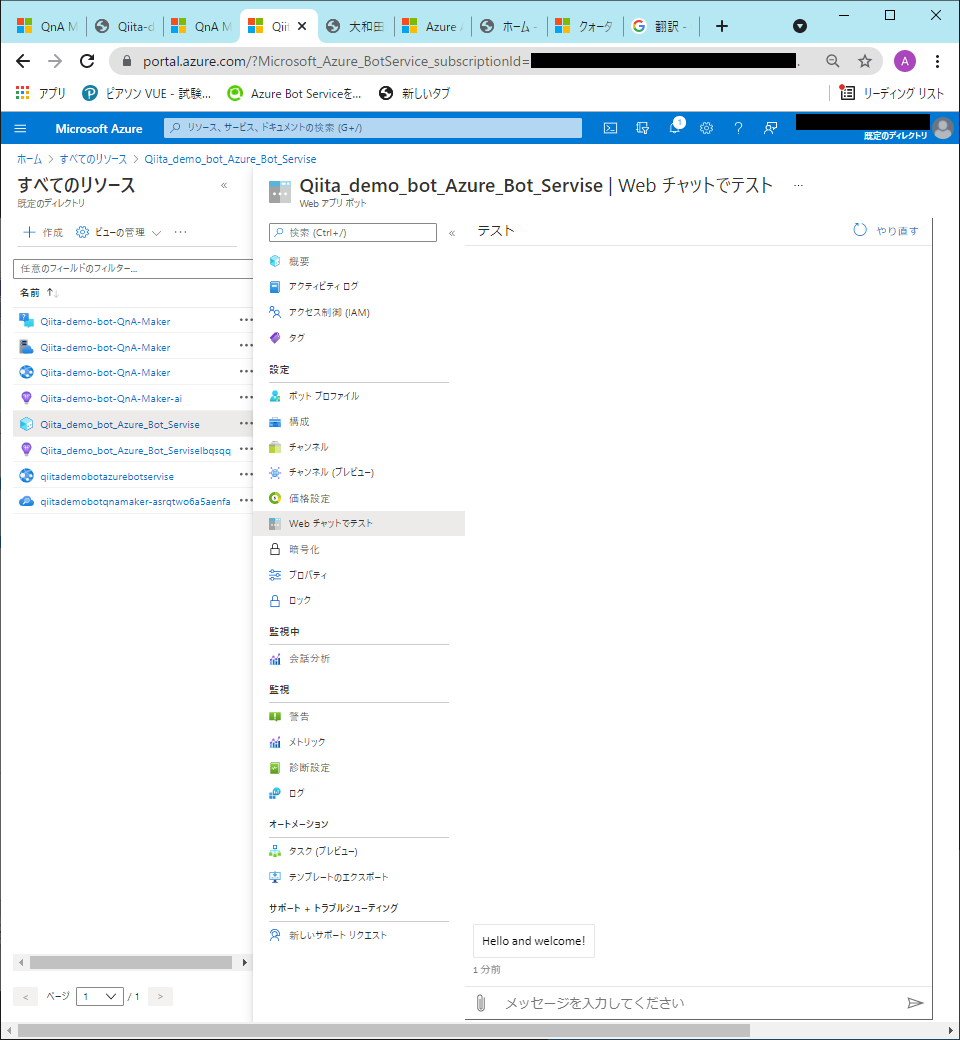 QnA M
Qiita-d
QnA M
Qiit
大和田
Azure A
ホーム -
クォータ
翻訳 -
portal.azure.com/?Microsoft_Azure_BotService_subscriptionId=
A
アプリ
ピアソン VUE - 試験...
Azure Bot Serviceを...
新しいタブ
リーディング リスト
Microsoft Azure
リソース、サービス、ドキュメントの検索 (G+/)
1
既定のディレクトリ
ホーム > すべてのリソース > Qiita_demo_bot_Azure_Bot_Servise
すべてのリソース
既定のディレクトリ
作成
ビューの管理
任意のフィールドのフィルター...
名前 ↑↓
Qiita-demo-bot-QnA-Maker
Qiita-demo-bot-QnA-Maker
Qiita-demo-bot-QnA-Maker
Qiita-demo-bot-QnA-Maker-ai
Qiita_demo_bot_Azure_Bot_Servise
Qiita_demo_bot_Azure_Bot_Serviselbqsqq
qiitademobotazurebotservise
qiitademobotqnamaker-asrqtwo6a5aenfa
< ページ 1 / 1 >
Qiita_demo_bot_Azure_Bot_Servise | Web チャットでテスト ...
Web アプリ ボット
検索 (Ctrl+/)
概要
アクティビティ ログ
アクセス制御 (IAM)
タグ
設定
ボット プロファイル
構成
チャンネル
チャンネル (プレビュー)
価格設定
Web チャットでテスト
暗号化
プロパティ
ロック
監視中
会話分析
監視
警告
メトリック
診断設定
ログ
オートメーション
タスク (プレビュー)
テンプレートのエクスポート
サポート + トラブルシューティング
新しいサポート リクエスト
テスト
やり直す
Hello and welcome!
1 分前
メッセージを入力してください